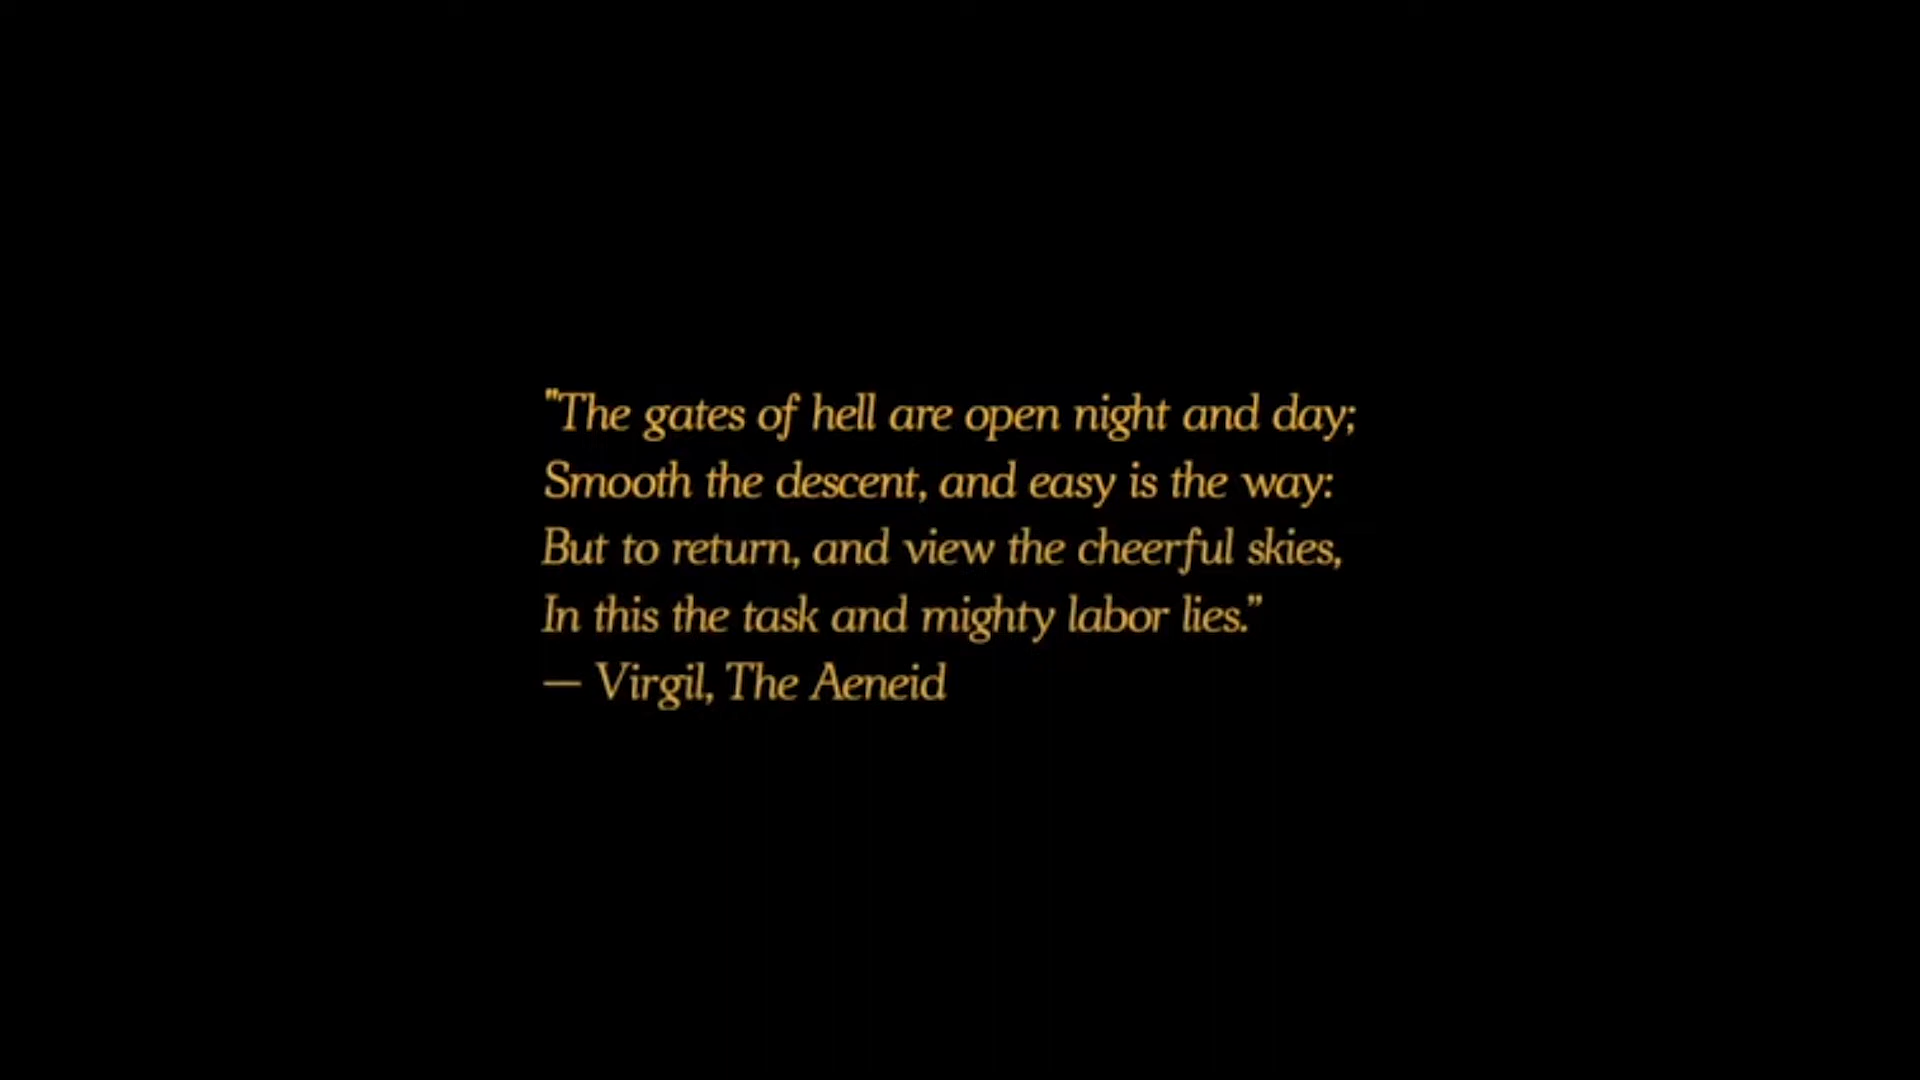 "The gates of hell are open night and day;
Smooth the descent, and easy is the way:
But to return, and view the cheerful skies,
In this the task and mighty labor lies.”
— Virgil, The Aeneid